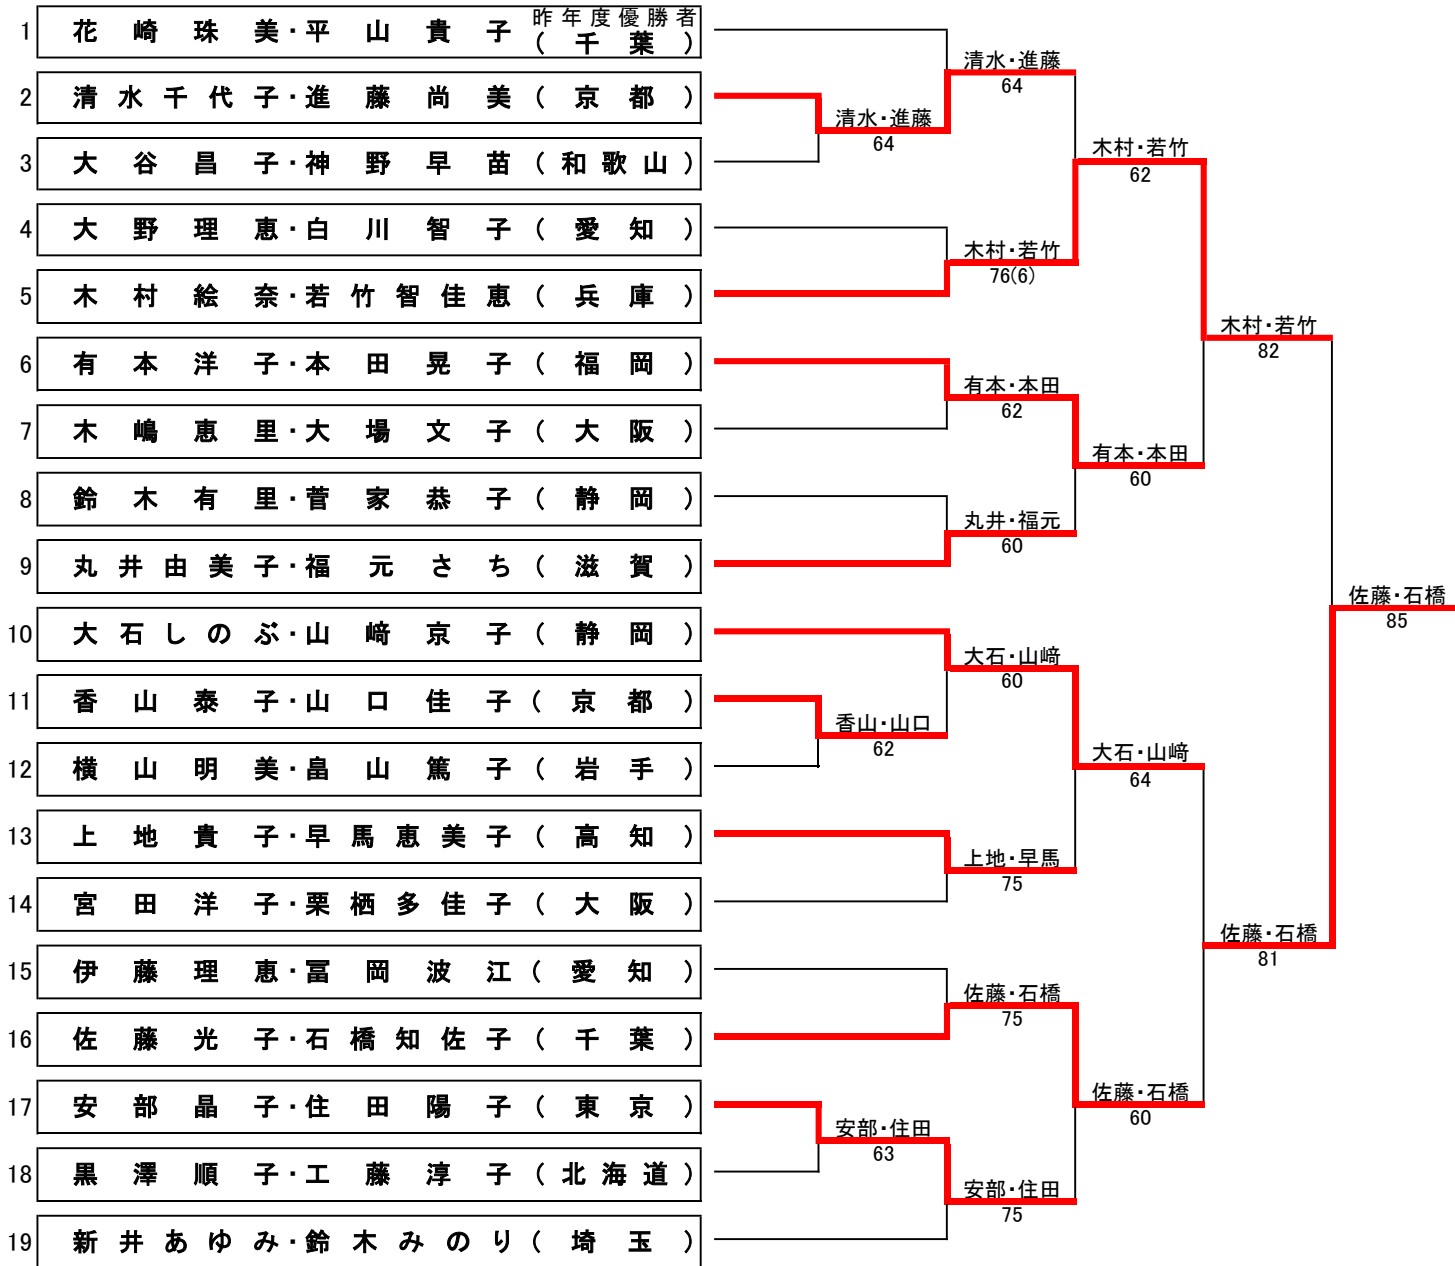 1 花崎珠美・平山貴子 昨年度優勝者 (千葉)
2 清水千代子・進藤尚美(京都)
3 大谷昌子・神野早苗(和歌山)
4 大野理恵・白川智子(愛知)
5 木村絵奈・若竹智佳恵(兵庫)
6 有本洋子・本田晃子(福岡)
7 木嶋恵里・大場文子(大阪)
8 鈴木有里・菅家恭子(静岡)
9 丸井由美子・福元さち(滋賀)
10 大石しのぶ・山﨑京子(静岡)
11 香山泰子・山口佳子(京都)
12 横山明美・畠山篤子(岩手)
13 上地貴子・早馬恵美子(高知)
14 宮田洋子・栗栖多佳子(大阪)
15 伊藤理恵・冨岡波江(愛知)
16 佐藤光子・石橋知佐子(千葉)
17 安部晶子・住田陽子(東京)
18 黒澤順子・工藤淳子(北海道)
19 新井あゆみ・鈴木みのり(埼玉)
清水・進藤
64
香山・山口
62
安部・住田
63
清水・進藤
64
木村・若竹
76(6)
有本・本田
62
丸井・福元
60
大石・山﨑
60
上地・早馬
75
佐藤・石橋
75
安部・住田
75
木村・若竹
62
有本・本田
60
大石・山﨑
64
佐藤・石橋
60
木村・若竹
82
佐藤・石橋
81
佐藤・石橋
85